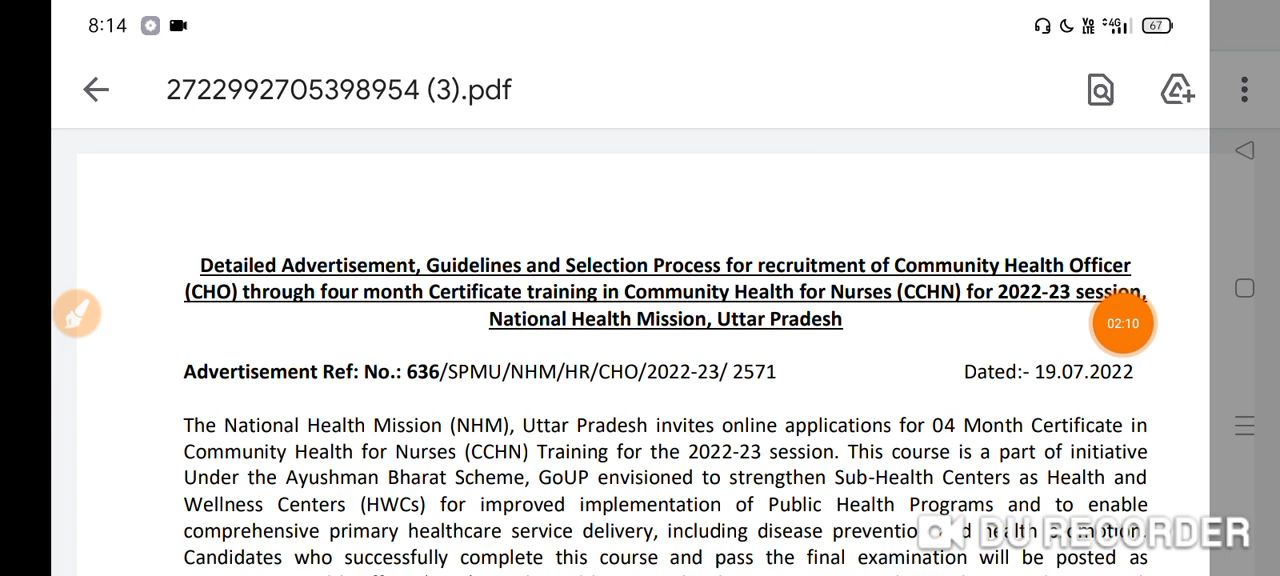 8:14 Vo LTE 4G 67
2722992705398954 (3).pdf
Detailed Advertisement, Guidelines and Selection Process for recruitment of Community Health Officer
(CHO) through four month Certificate training in Community Health for Nurses (CCHN) for 2022-23 session,
National Health Mission, Uttar Pradesh
02:10
Advertisement Ref: No.: 636/SPMU/NHM/HR/CHO/2022-23/ 2571 Dated:- 19.07.2022
The National Health Mission (NHM), Uttar Pradesh invites online applications for 04 Month Certificate in
Community Health for Nurses (CCHN) Training for the 2022-23 session. This course is a part of initiative
Under the Ayushman Bharat Scheme, GoUP envisioned to strengthen Sub-Health Centers as Health and
Wellness Centers (HWCs) for improved implementation of Public Health Programs and to enable
comprehensive primary healthcare service delivery, including disease prevention and health promotion.
DU RECORDER
Candidates who successfully complete this course and pass the final examination will be posted as